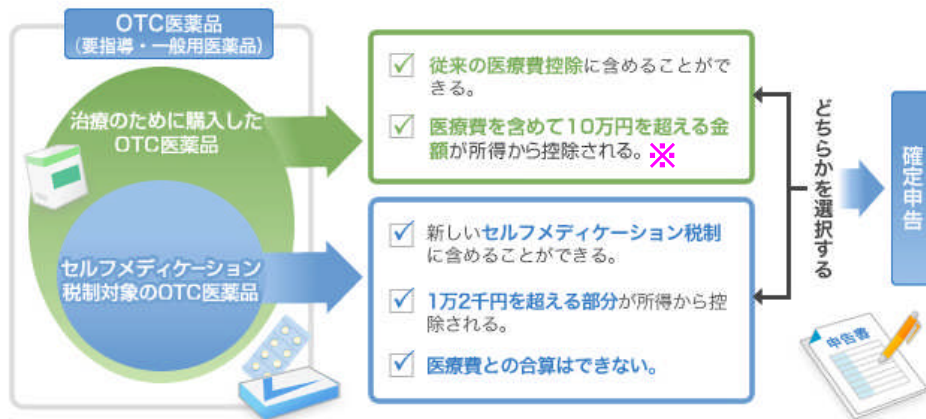 OTC医薬品
（要指導・一般用医薬品）
治療のために購入した
OTC医薬品
セルフメディケーション
税制対象のOTC医薬品
従来の医療費控除に含めることがで
きる。
医療費を含めて10万円を超える金
額が所得から控除される。※
新しいセルフメディケーション税制
に含めることができる。
1万2千円を超える部分が所得から控
除される。
医療費との合算はできない。
どちらかを選択する
確定申告
申告書